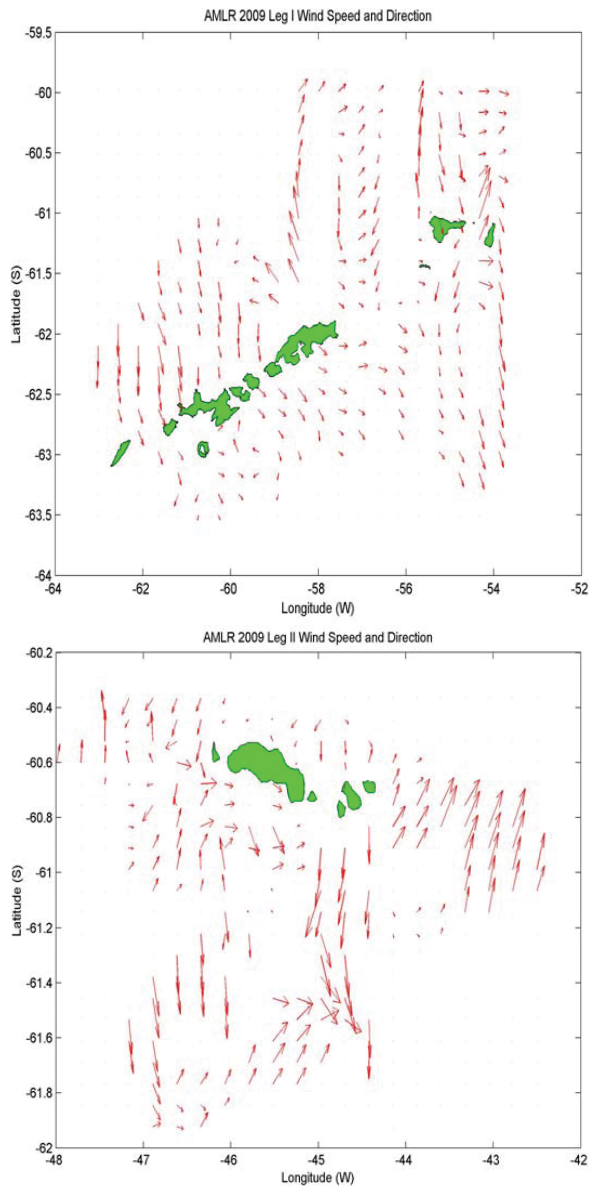 AMLR 2009 Leg I Wind Speed and Direction
-59.5
-60
-60.5
-61
-61.5
-62
-62.5
-63
-63.5
-64
Latitude (S)
-64 -62 -60 -58 -56 -54 -52
Longitude (W)
AMLR 2009 Leg II Wind Speed and Direction
-60.2
-60.4
-60.6
-60.8
-61
-61.2
-61.4
-61.6
-61.8
-62
Latitude (S)
-48 -47 -46 -45 -44 -43 -42
Longitude (W)